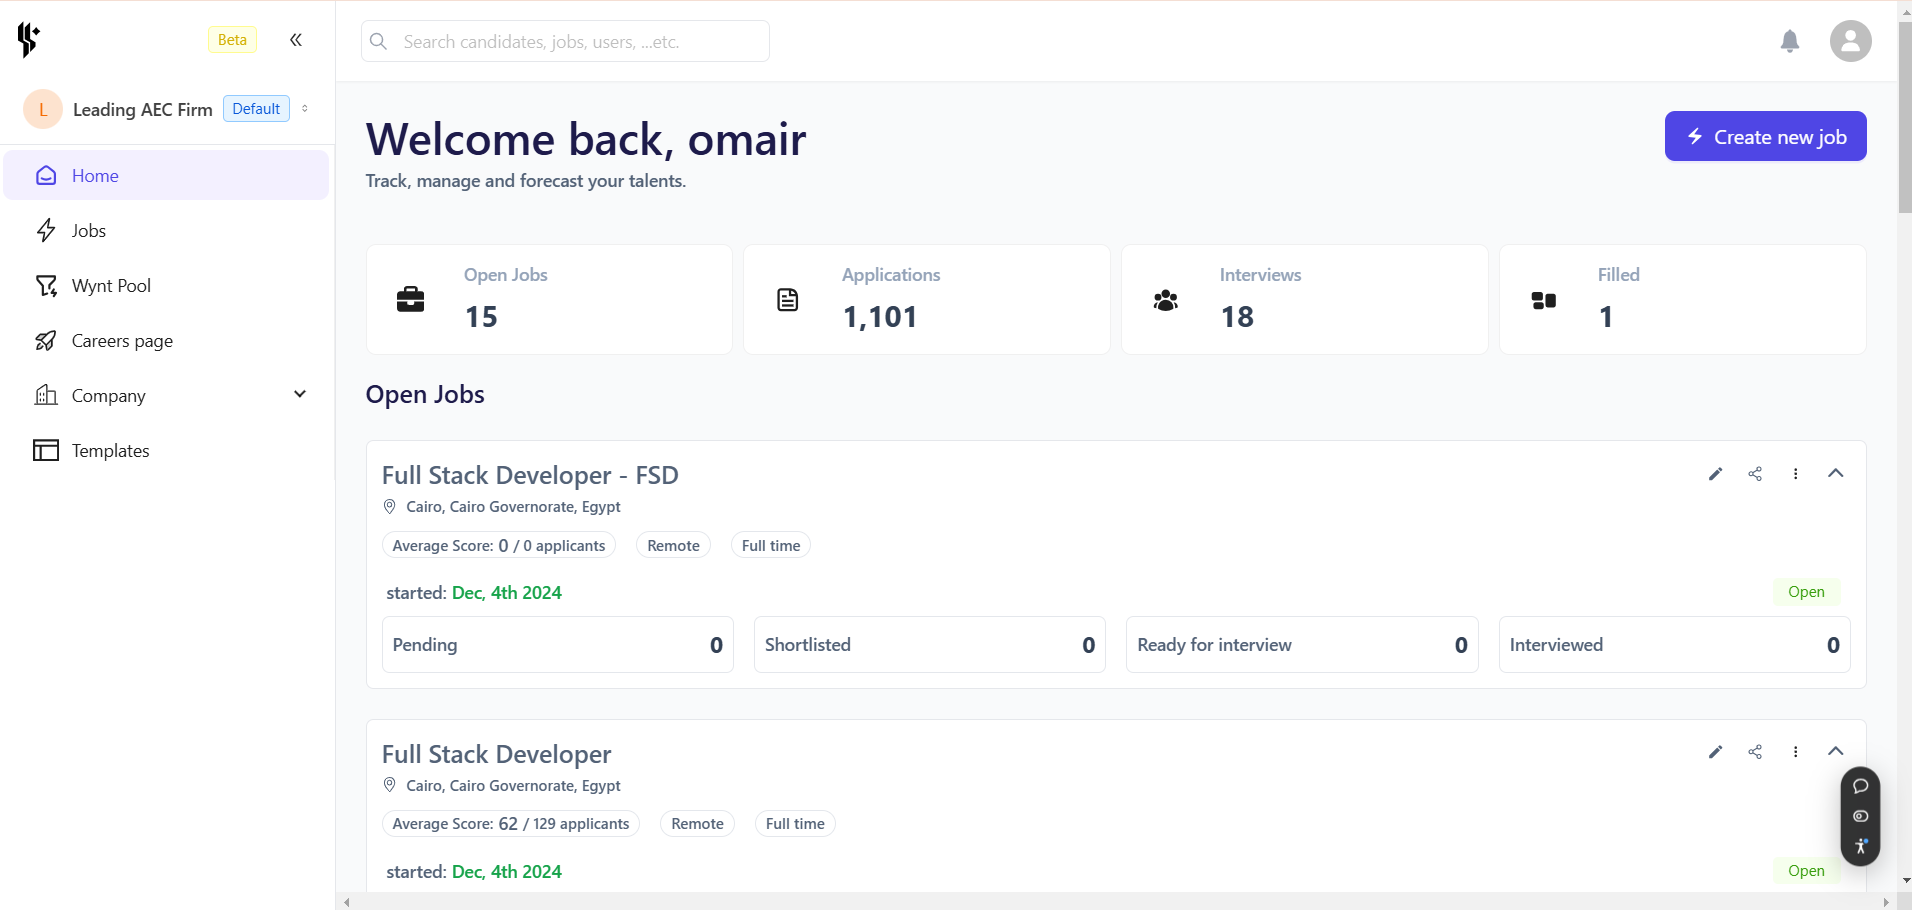 Beta
Search candidates, jobs, users, ...etc.
L
Leading AEC Firm
Default
Home
Jobs
Wynt Pool
Careers page
Company
Templates
Welcome back, omair
Track, manage and forecast your talents.
Create new job
Open Jobs
15
Applications
1,101
Interviews
18
Filled
1
Open Jobs
Full Stack Developer - FSD
Cairo, Cairo Governorate, Egypt
Average Score: 0 / 0 applicants
Remote
Full time
started: Dec, 4th 2024
Open
Pending 0
Shortlisted 0
Ready for interview 0
Interviewed 0
Full Stack Developer
Cairo, Cairo Governorate, Egypt
Average Score: 62 / 129 applicants
Remote
Full time
started: Dec, 4th 2024
Open